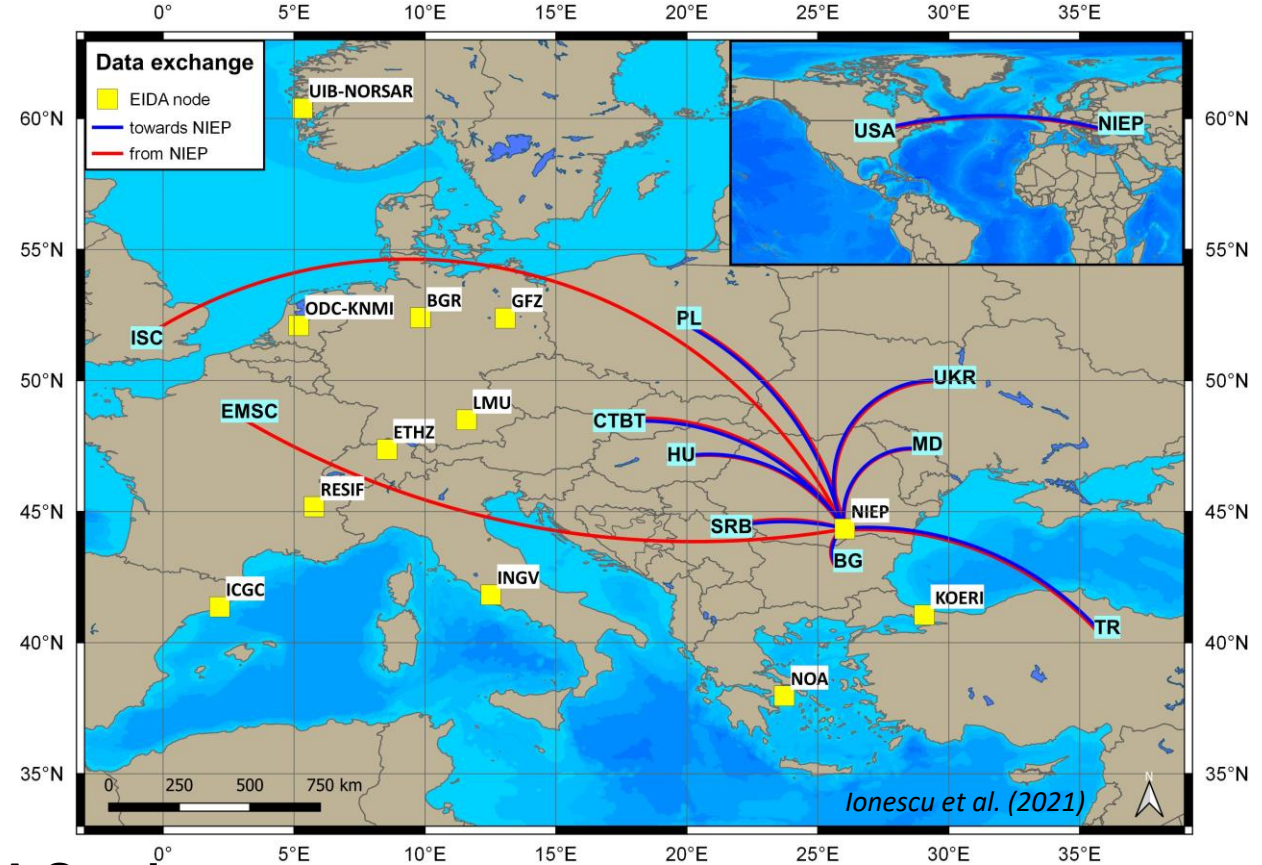 0° 5°E 10°E 15°E 20°E 25°E 30°E 35°E
Data exchange
EIDA node
towards NIEP
from NIEP
UIB-NORSAR
USA
NIEP
60°N 60°N
55°N 55°N
ISC
ODC-KNMI
BGR
GFZ
PL
50°N 50°N
UKR
EMSC
LMU
CTBT
ETHZ
HU
MD
RESIF
45°N 45°N
NIEP
SRB
BG
ICGC
INGV
KOERI
TR
40°N 40°N
NOA
35°N 35°N
0 250 500 750 km
N
Ionescu et al. (2021)
0° 5°E 10°E 15°E 20°E 25°E 30°E 35°E